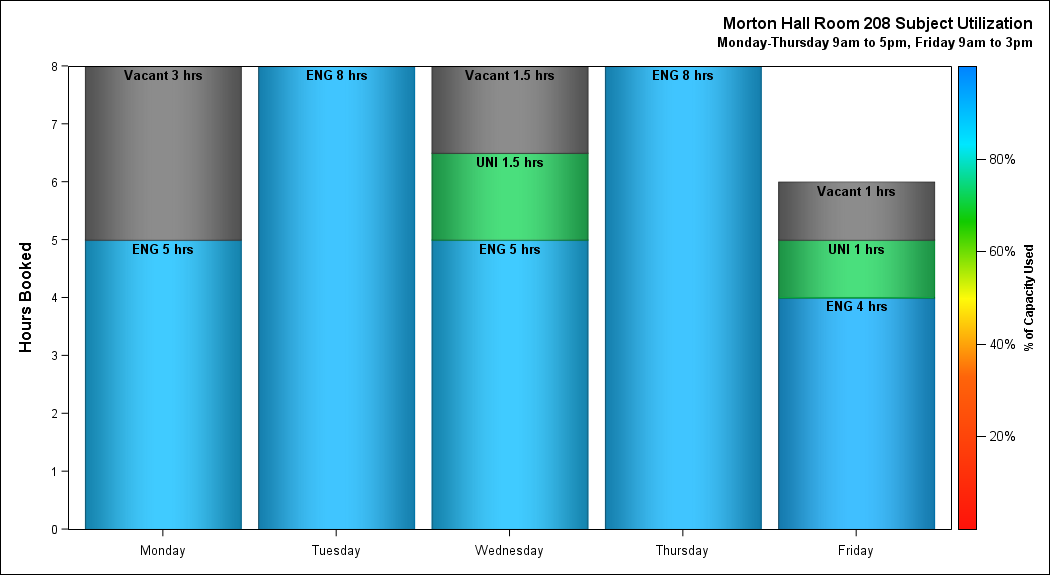 Morton Hall Room 208 Subject Utilization
Monday-Thursday 9am to 5pm, Friday 9am to 3pm
Hours Booked
8
7
6
5
4
3
2
1
0
Vacant 3 hrs
ENG 5 hrs
ENG 8 hrs
Vacant 1.5 hrs
UNI 1.5 hrs
ENG 5 hrs
ENG 8 hrs
Vacant 1 hrs
UNI 1 hrs
ENG 4 hrs
Monday
Tuesday
Wednesday
Thursday
Friday
80%
60%
40%
20%
% of Capacity Used